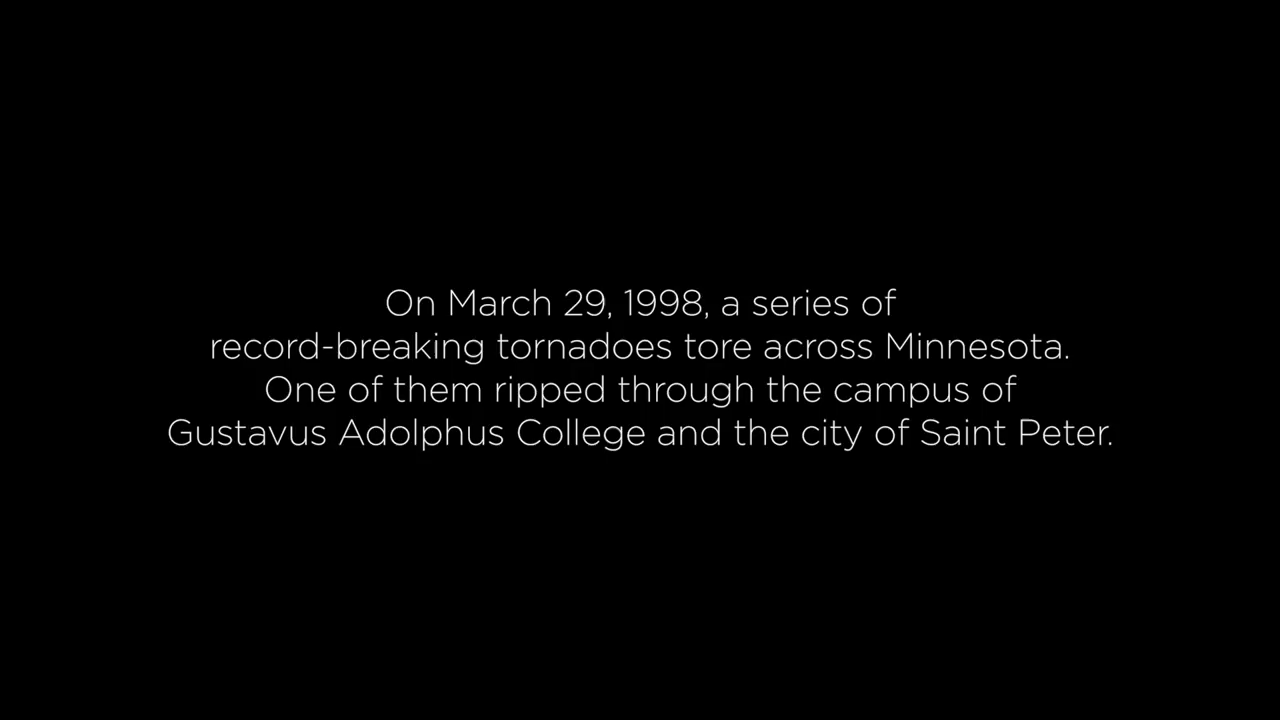 On March 29, 1998, a series of
record-breaking tornadoes tore across Minnesota.
One of them ripped through the campus of
Gustavus Adolphus College and the city of Saint Peter.